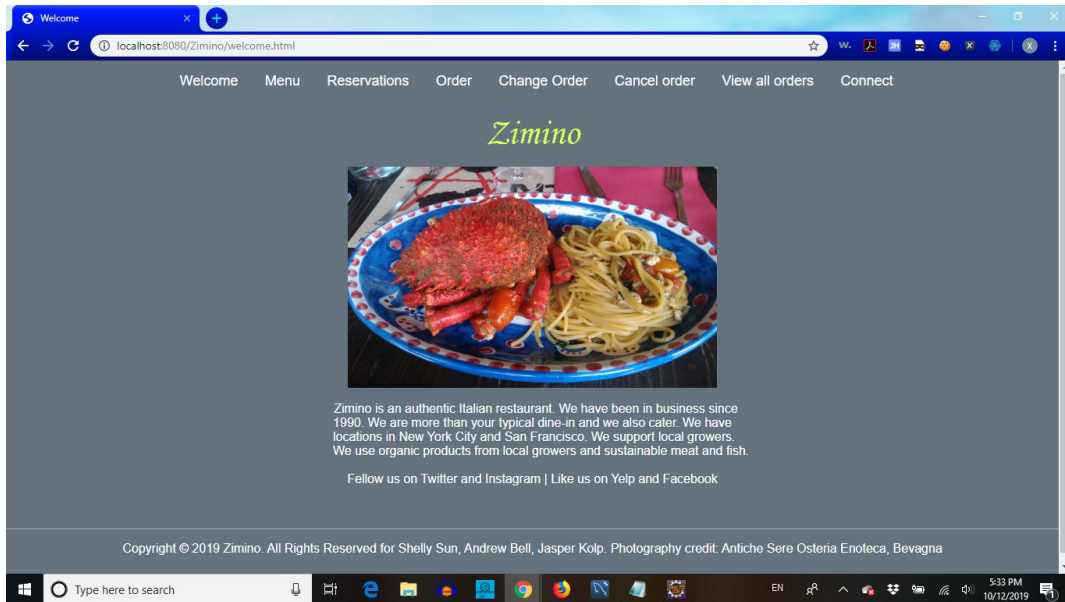 Welcome
localhost:8080/Zimino/welcome.html
W.
JH
X
X
Welcome Menu Reservations Order Change Order Cancel order View all orders Connect
Zimino
Zimino is an authentic Italian restaurant. We have been in business since
1990. We are more than your typical dine-in and we also cater. We have
locations in New York City and San Francisco. We support local growers.
We use organic products from local growers and sustainable meat and fish.
Fellow us on Twitter and Instagram | Like us on Yelp and Facebook
Copyright © 2019 Zimino. All Rights Reserved for Shelly Sun, Andrew Bell, Jasper Kolp. Photography credit: Antiche Sere Osteria Enoteca, Bevagna
Type here to search
EN
5:33 PM
10/12/2019